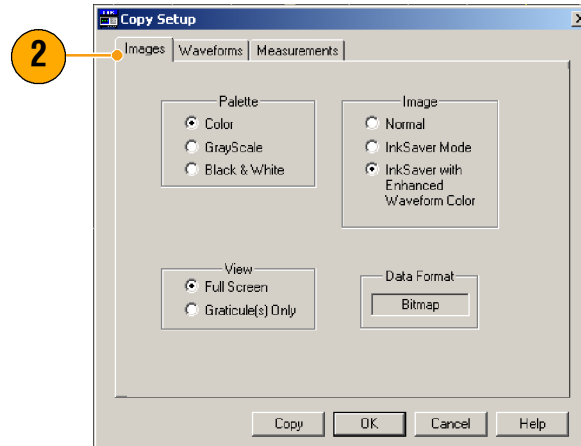 Copy Setup
2
Images Waveforms Measurements
Palette
Color
GrayScale
Black & White
Image
Normal
InkSaver Mode
InkSaver with
Enhanced
Waveform Color
View
Full Screen
Graticule(s) Only
Data Format
Bitmap
Copy OK Cancel Help